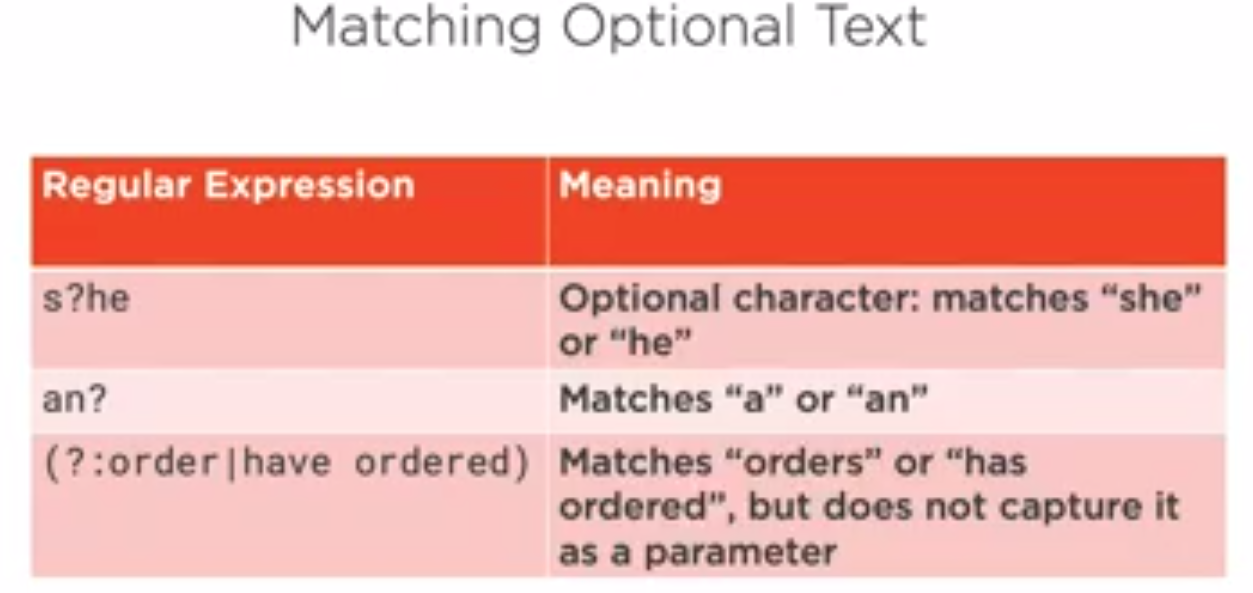 Matching Optional Text
Regular Expression
Meaning
s?he
Optional character: matches “she”
or “he”
an?
Matches “a” or “an”
(?:order|have ordered)
Matches “orders” or “has
ordered”, but does not capture it
as a parameter